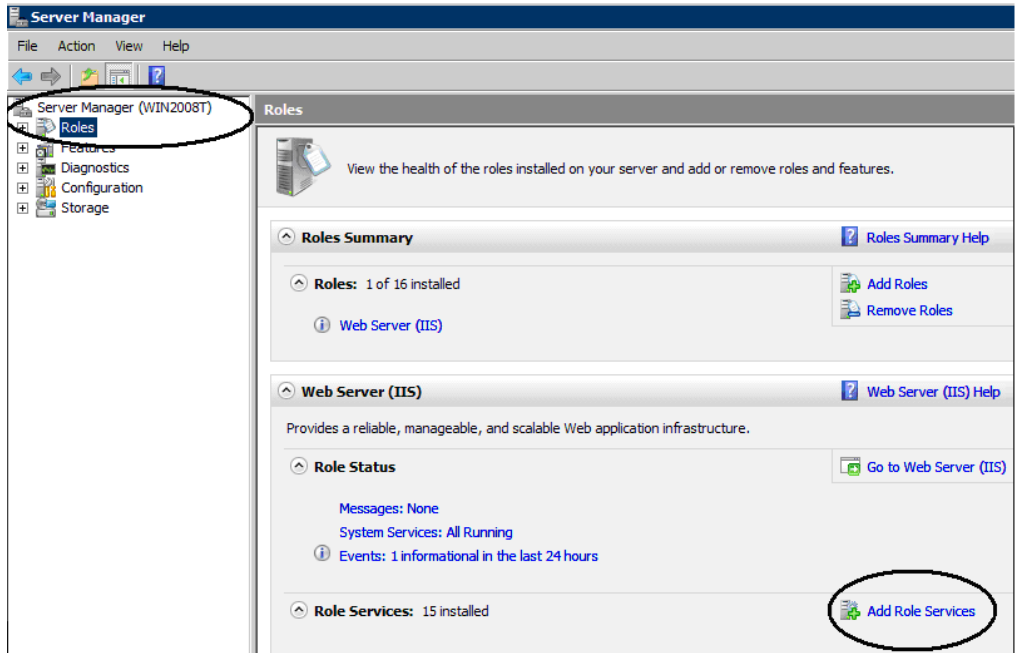 Server Manager
File Action View Help
Server Manager (WIN2008T)
Roles
Features
Diagnostics
Configuration
Storage
Roles
View the health of the roles installed on your server and add or remove roles and features.
Roles Summary
Roles Summary Help
Roles: 1 of 16 installed
Add Roles
Remove Roles
Web Server (IIS)
Web Server (IIS)
Web Server (IIS) Help
Provides a reliable, manageable, and scalable Web application infrastructure.
Role Status
Go to Web Server (IIS)
Messages: None
System Services: All Running
Events: 1 informational in the last 24 hours
Role Services: 15 installed
Add Role Services